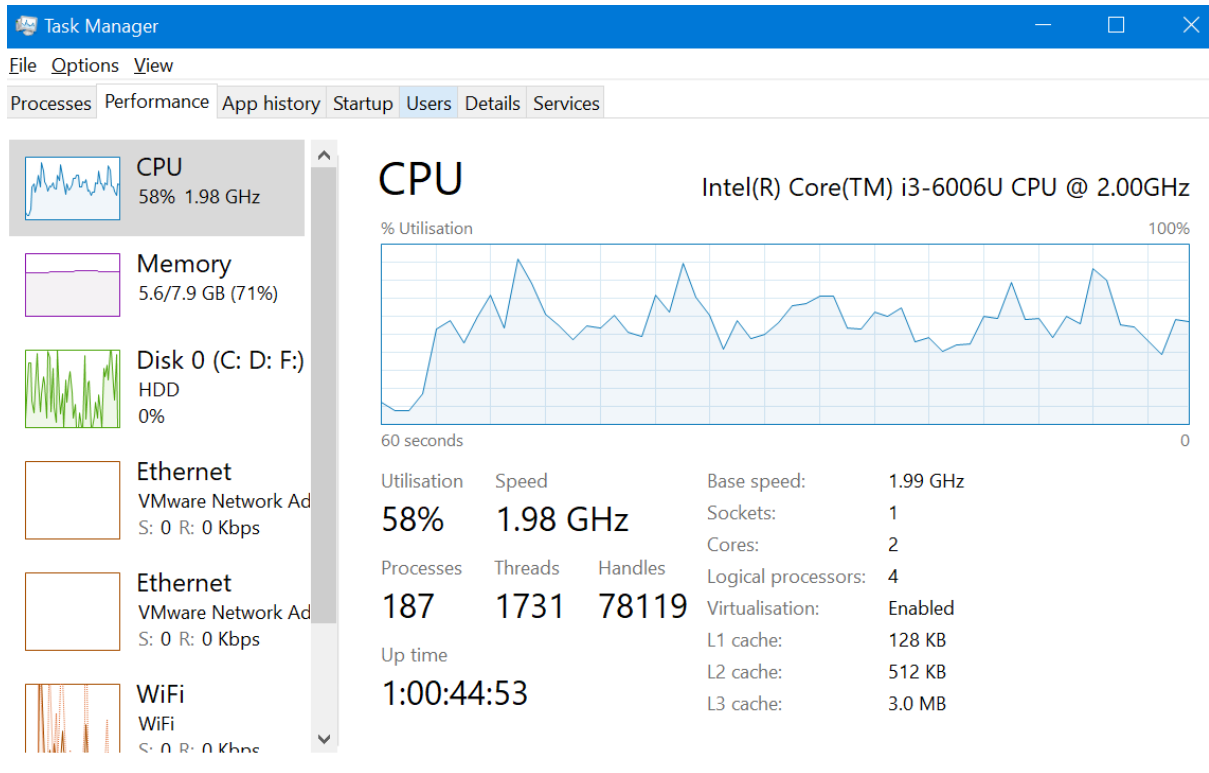 Task Manager
File Options View
Processes Performance App history Startup Users Details Services
CPU
58% 1.98 GHz
Memory
5.6/7.9 GB (71%)
Disk 0 (C: D: F:)
HDD
0%
Ethernet
VMware Network Ad
S: 0 R: 0 Kbps
Ethernet
VMware Network Ad
S: 0 R: 0 Kbps
WiFi
WiFi
S: 0 R: 0 Kbps
CPU
Intel(R) Core(TM) i3-6006U CPU @ 2.00GHz
% Utilisation 100%
60 seconds 0
Utilisation Speed
58% 1.98 GHz
Processes Threads Handles
187 1731 78119
Up time
1:00:44:53
Base speed: 1.99 GHz
Sockets: 1
Cores: 2
Logical processors: 4
Virtualisation: Enabled
L1 cache: 128 KB
L2 cache: 512 KB
L3 cache: 3.0 MB